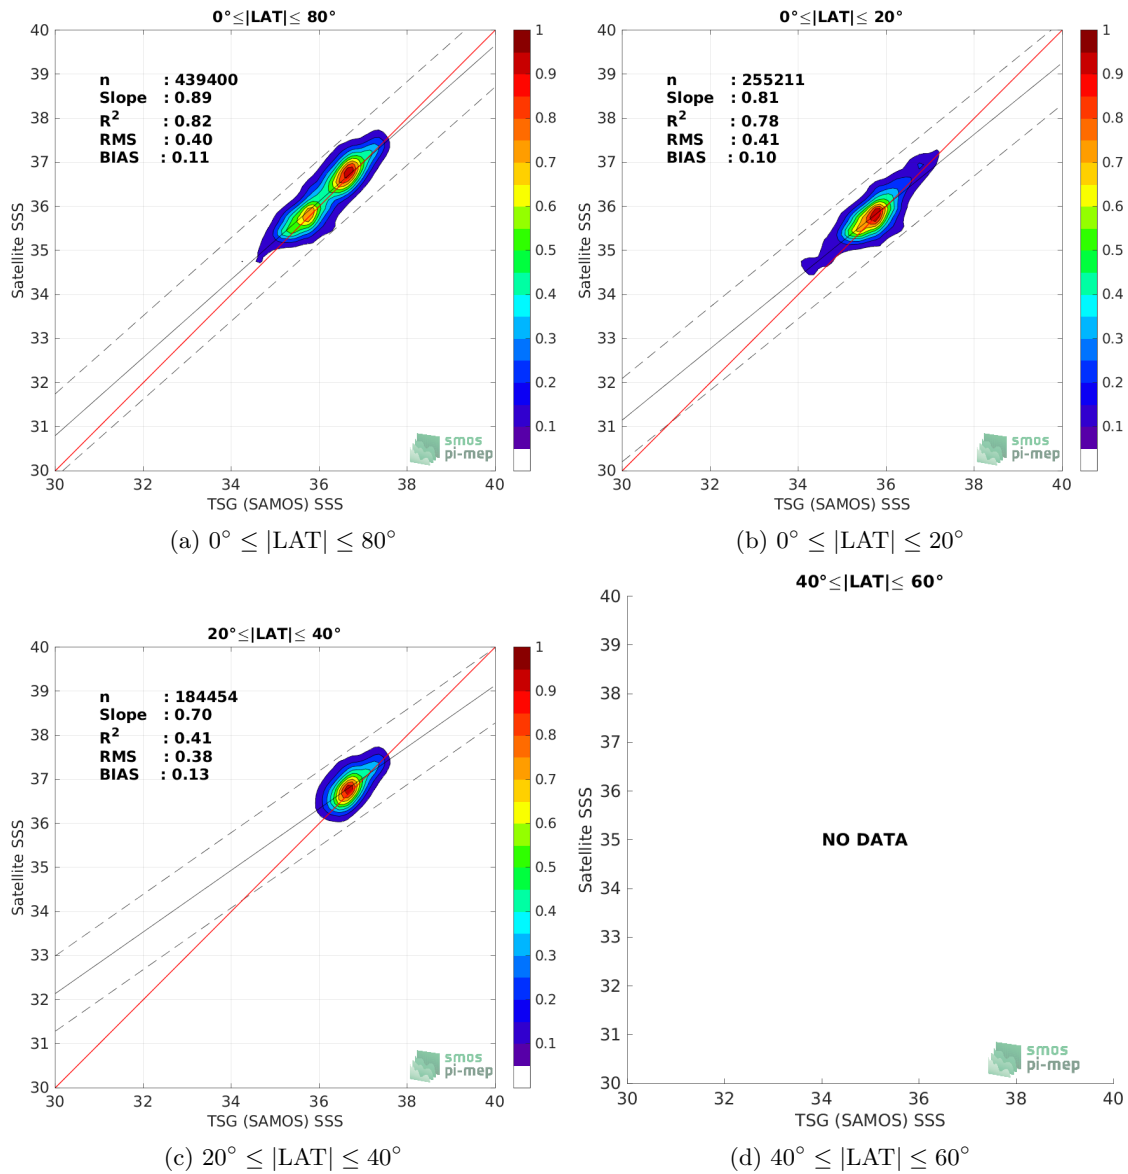 0°≤|LAT|≤ 80°
40
39
38
37
36
35
34
33
32
31
30
n : 439400
Slope : 0.89
R² : 0.82
RMS : 0.40
BIAS : 0.11
Satellite SSS
30 32 34 36 38 40
TSG (SAMOS) SSS
smos
pi-mep
1
0.9
0.8
0.7
0.6
0.5
0.4
0.3
0.2
0.1
(a) 0° ≤ |LAT| ≤ 80°
0°≤|LAT|≤ 20°
40
39
38
37
36
35
34
33
32
31
30
n : 255211
Slope : 0.81
R² : 0.78
RMS : 0.41
BIAS : 0.10
Satellite SSS
30 32 34 36 38 40
TSG (SAMOS) SSS
smos
pi-mep
1
0.9
0.8
0.7
0.6
0.5
0.4
0.3
0.2
0.1
(b) 0° ≤ |LAT| ≤ 20°
20°≤|LAT|≤ 40°
40
39
38
37
36
35
34
33
32
31
30
n : 184454
Slope : 0.70
R² : 0.41
RMS : 0.38
BIAS : 0.13
Satellite SSS
30 32 34 36 38 40
TSG (SAMOS) SSS
smos
pi-mep
1
0.9
0.8
0.7
0.6
0.5
0.4
0.3
0.2
0.1
(c) 20° ≤ |LAT| ≤ 40°
40°≤|LAT|≤ 60°
40
39
38
37
36
35
34
33
32
31
30
NO DATA
Satellite SSS
30 32 34 36 38 40
TSG (SAMOS) SSS
smos
pi-mep
(d) 40° ≤ |LAT| ≤ 60°